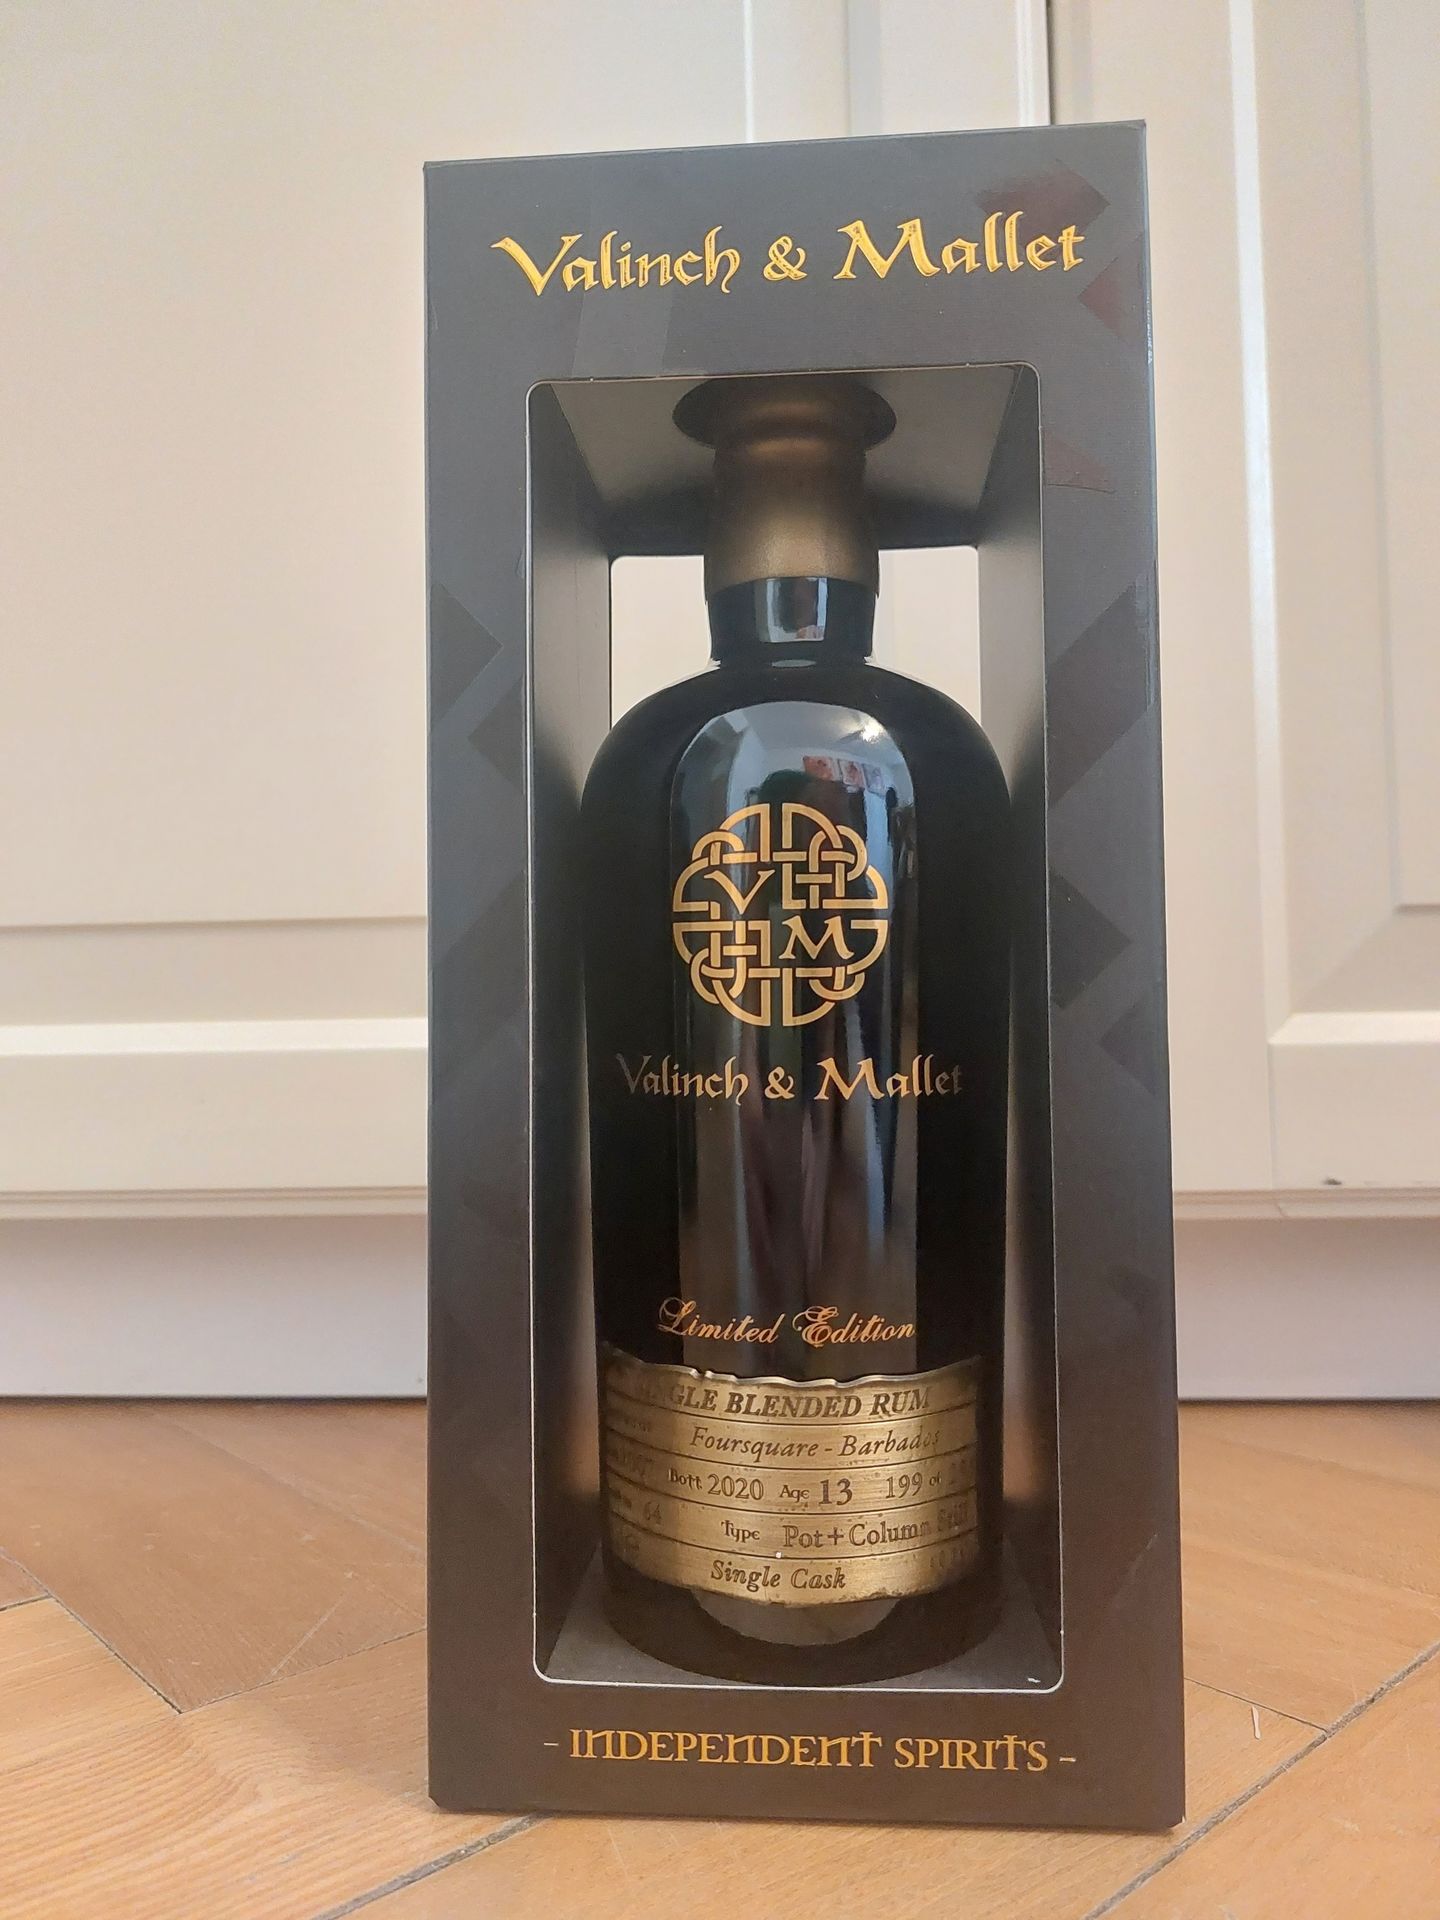 Valinch & Mallet
V
M
Valinch & Mallet
Limited Edition
BLENDED RUM
Foursquare - Barbados
Bott 2020 Age 13 199 of
64 Type Pot+Column Still
Single Cask
- INDEPENDENT SPIRITS -